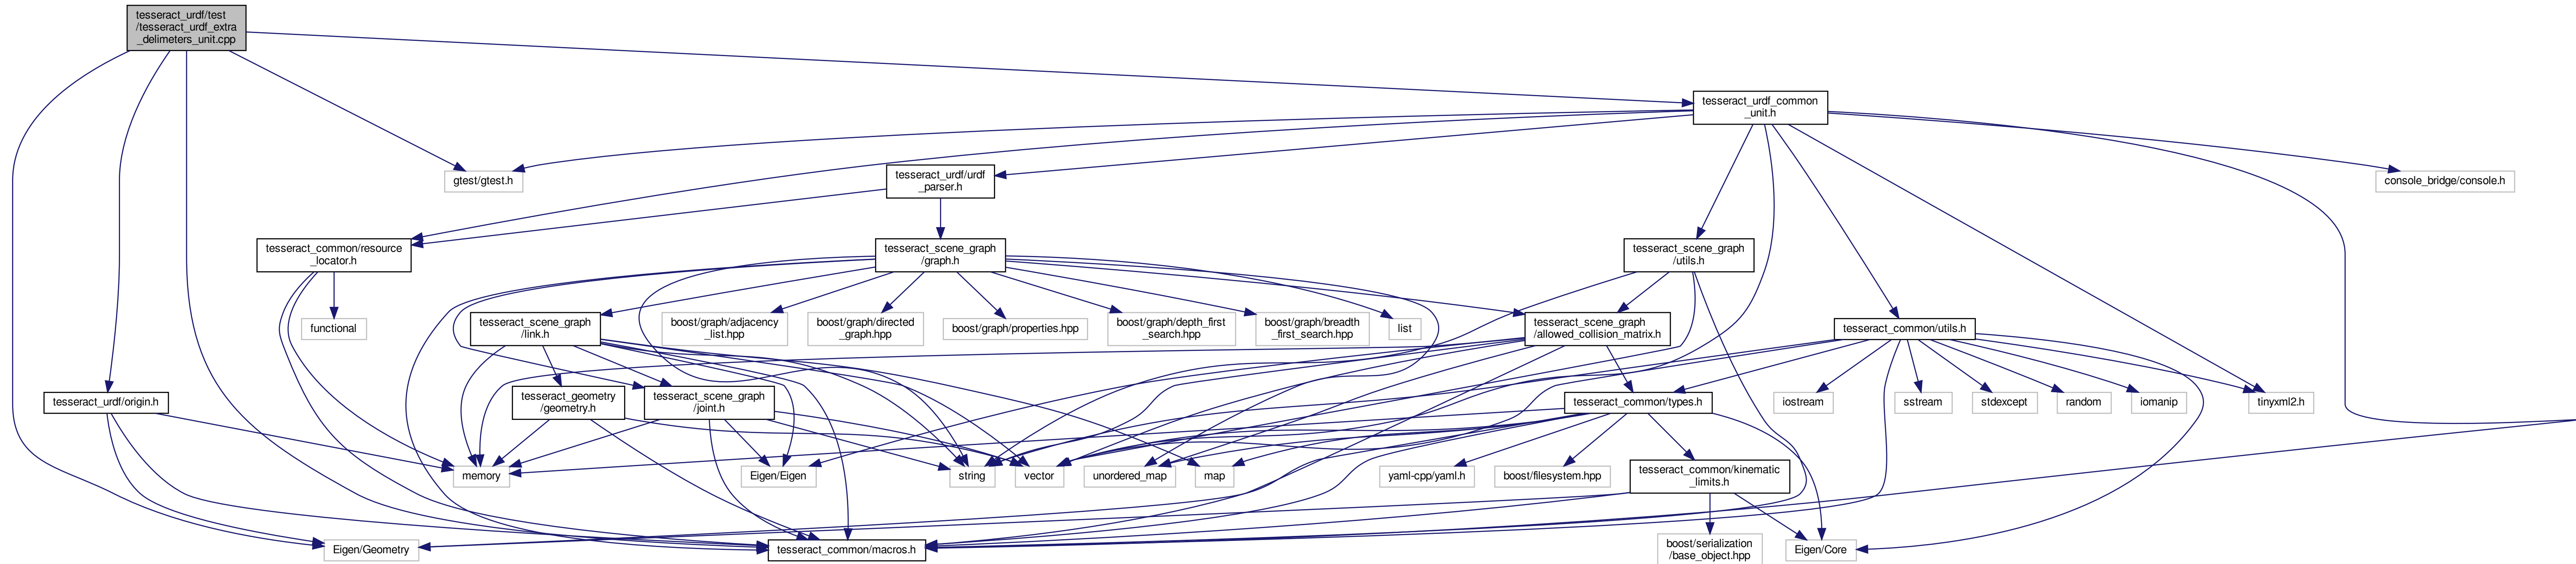 tesseract_urdf/test
/tesseract_urdf_extra
_delimeters_unit.cpp
tesseract_urdf_common
_unit.h
gtest/gtest.h
tesseract_urdf/urdf
_parser.h
console_bridge/console.h
tesseract_common/resource
_locator.h
tesseract_scene_graph
/graph.h
tesseract_scene_graph
/utils.h
functional
tesseract_scene_graph
/link.h
boost/graph/adjacency
_list.hpp
boost/graph/directed
_graph.hpp
boost/graph/properties.hpp
boost/graph/depth_first
_search.hpp
boost/graph/breadth
_first_search.hpp
list
tesseract_scene_graph
/allowed_collision_matrix.h
tesseract_common/utils.h
tesseract_urdf/origin.h
tesseract_geometry
/geometry.h
tesseract_scene_graph
/joint.h
tesseract_common/types.h
iostream
sstream
stdexcept
random
iomanip
tinyxml2.h
memory
Eigen/Eigen
string
vector
unordered_map
map
yaml-cpp/yaml.h
boost/filesystem.hpp
tesseract_common/kinematic
_limits.h
Eigen/Geometry
tesseract_common/macros.h
boost/serialization
/base_object.hpp
Eigen/Core